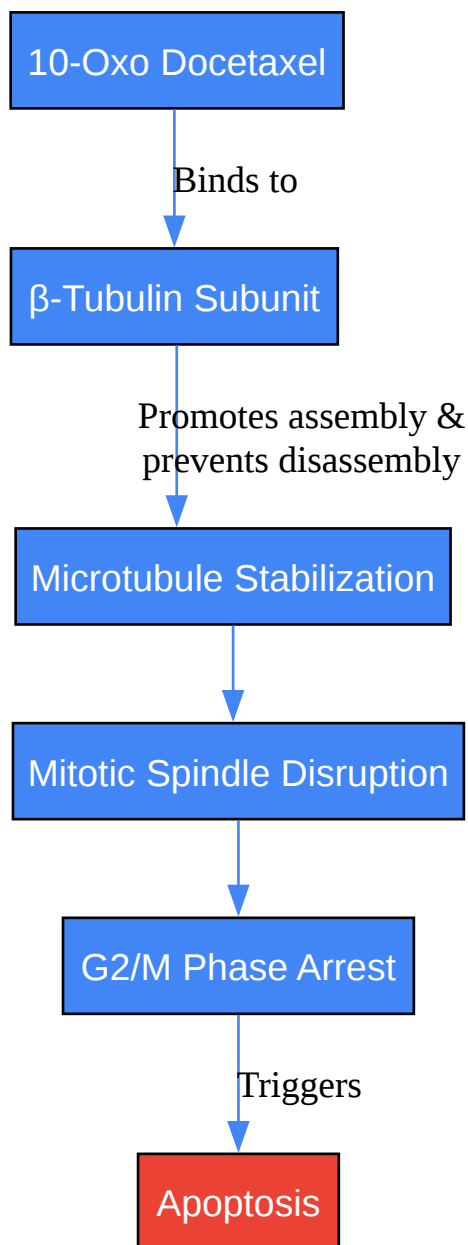 10-Oxo Docetaxel
Binds to
β-Tubulin Subunit
Promotes assembly &
prevents disassembly
Microtubule Stabilization
Mitotic Spindle Disruption
G2/M Phase Arrest
Triggers
Apoptosis